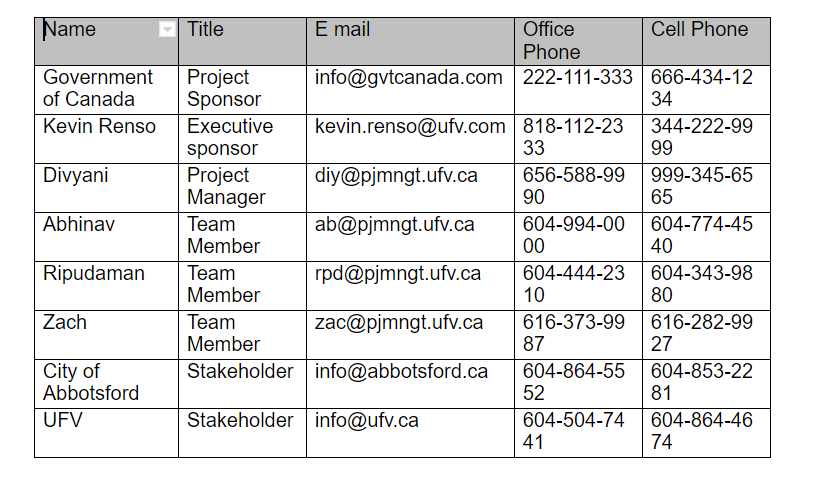 Name Title E mail Office Phone Cell Phone
Government of Canada Project Sponsor info@gvtcanada.com 222-111-333 666-434-1234
Kevin Renso Executive sponsor kevin.renso@ufv.com 818-112-2333 344-222-9999
Divyani Project Manager diy@pjmngt.ufv.ca 656-588-9990 999-345-6565
Abhinav Team Member ab@pjmngt.ufv.ca 604-994-0000 604-774-4540
Ripudaman Team Member rpd@pjmngt.ufv.ca 604-444-2310 604-343-9880
Zach Team Member zac@pjmngt.ufv.ca 616-373-9987 616-282-9927
City of Abbotsford Stakeholder info@abbotsford.ca 604-864-5552 604-853-2281
UFV Stakeholder info@ufv.ca 604-504-7441 604-864-4674